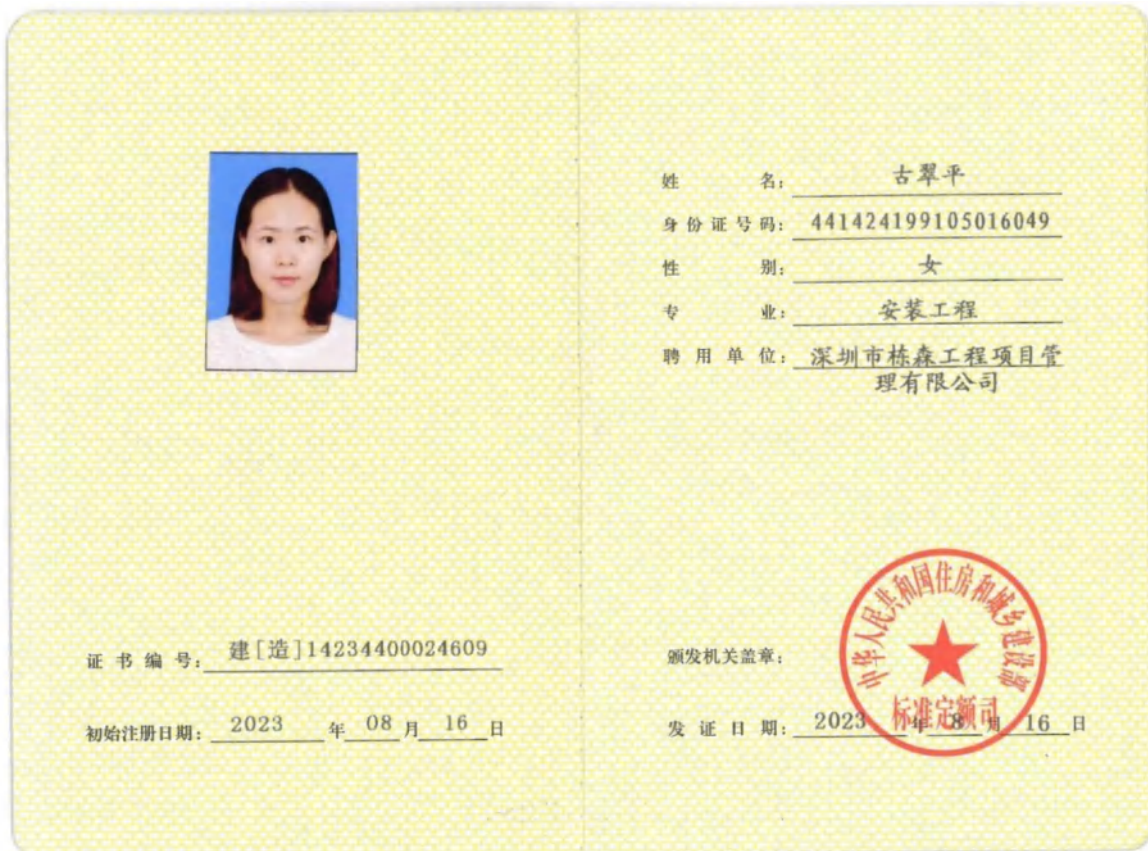 姓名：古翠平
身份证号码：441424199105016049
性别：女
专业：安装工程
聘用单位：深圳市栋森工程项目管
理有限公司
证书编号：建[造]14234400024609
初始注册日期：2023年08月16日
中华人民共和国住房和城乡建设部
标准定额司
颁发机关盖章：
发证日期：2023年8月16日